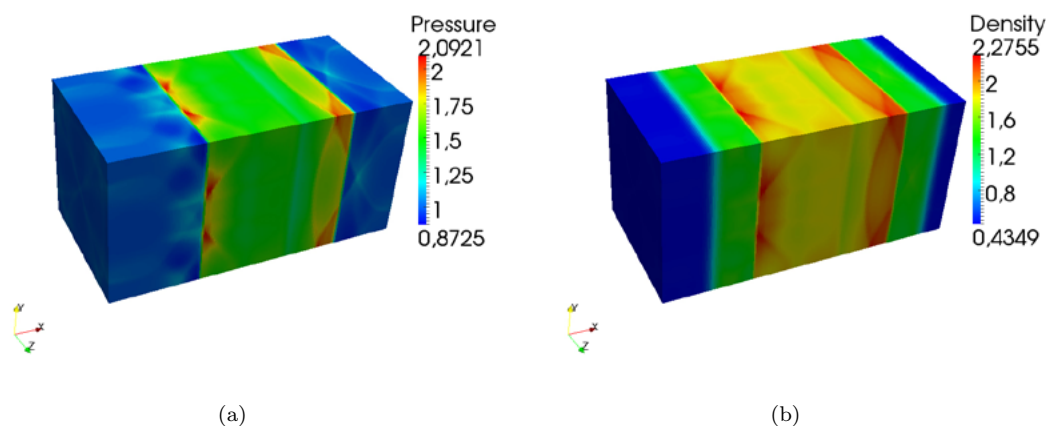 Pressure
2,0921
2
1,75
1,5
1,25
1
0,8725
Y
X
Z
(a)
Density
2,2755
2
1,6
1,2
0,8
0,4349
Y
X
Z
(b)